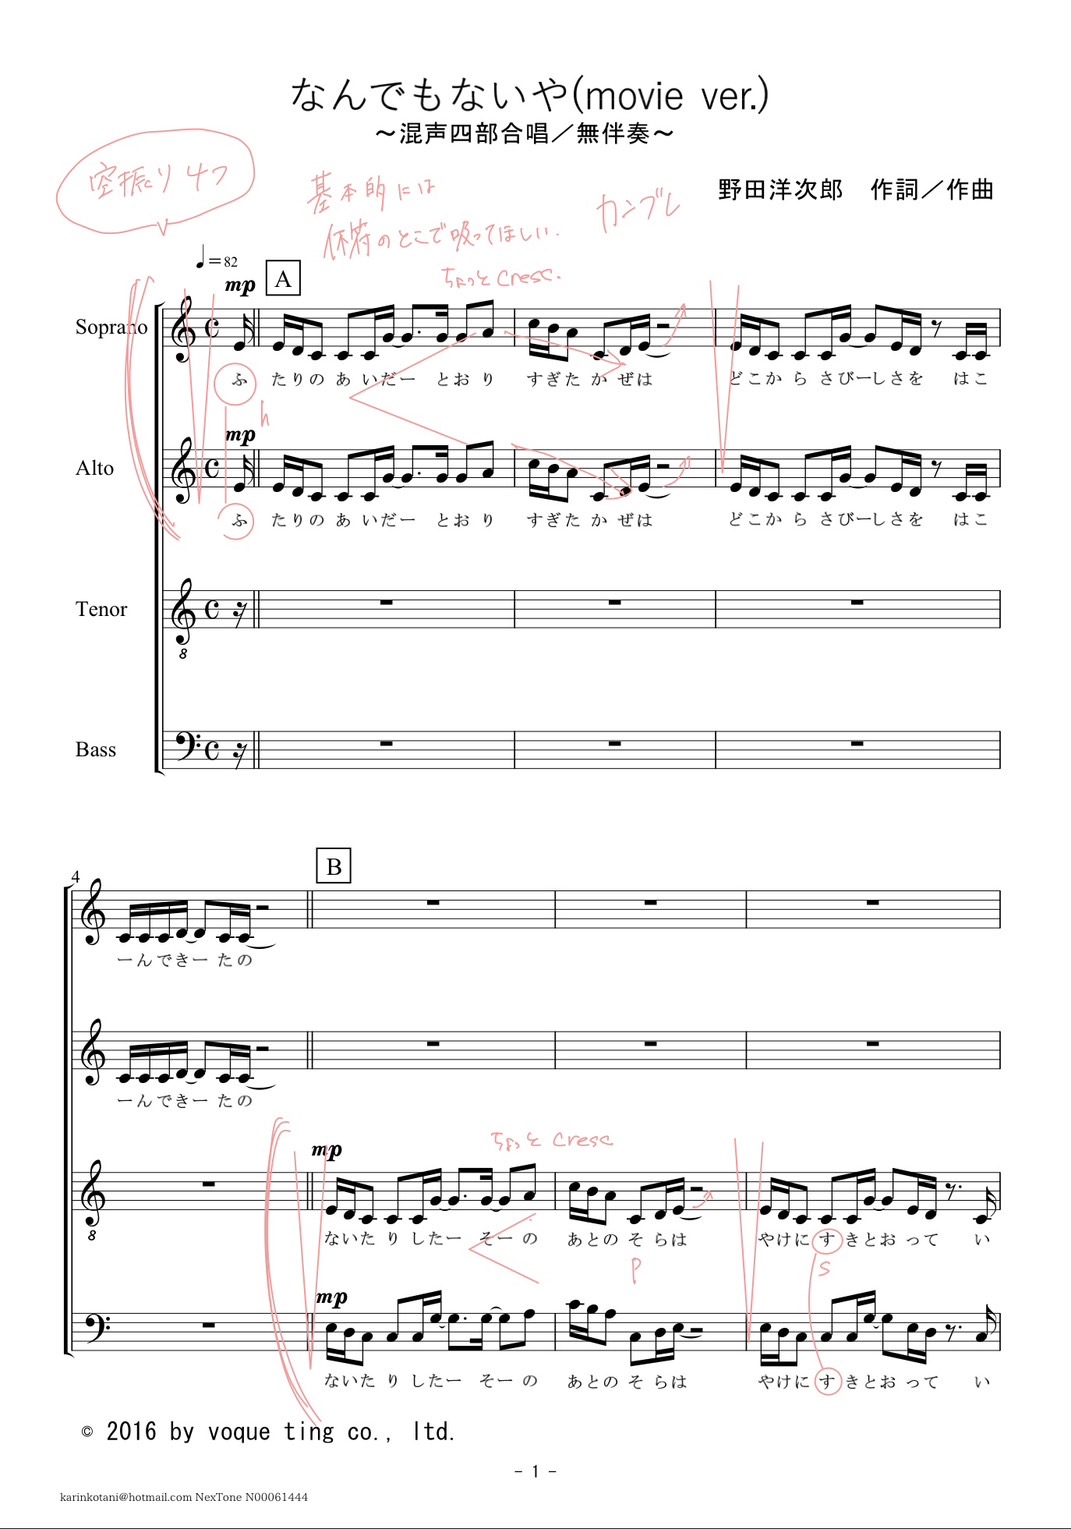 なんでもないや(movie ver.)
～混声四部合唱／無伴奏～
空振り4つ
基本的には
休符のとこで吸ってほしい.
カンブレ
野田洋次郎 作詞／作曲
♩=82
A
ちょっと cresc.
mp
Soprano
ふ たりの あ いだー とおり すぎた か ぜは どこか ら さびーしさを はこ
h
mp
Alto
ふ たりの あ いだー とおり すぎた か ぜは どこか ら さびーしさを はこ
Tenor
8
Bass
4
B
ーんできー たの
ーんできー たの
ちょっと cresc
mp
8
ないた り したー そーの あとの そ らは やけに す きとお って い
p
s
mp
ないた り したー そーの あとの そ らは やけに す きとお って い
© 2016 by voque ting co., ltd.
- 1 -
karinkotani@hotmail.com NexTone N00061444